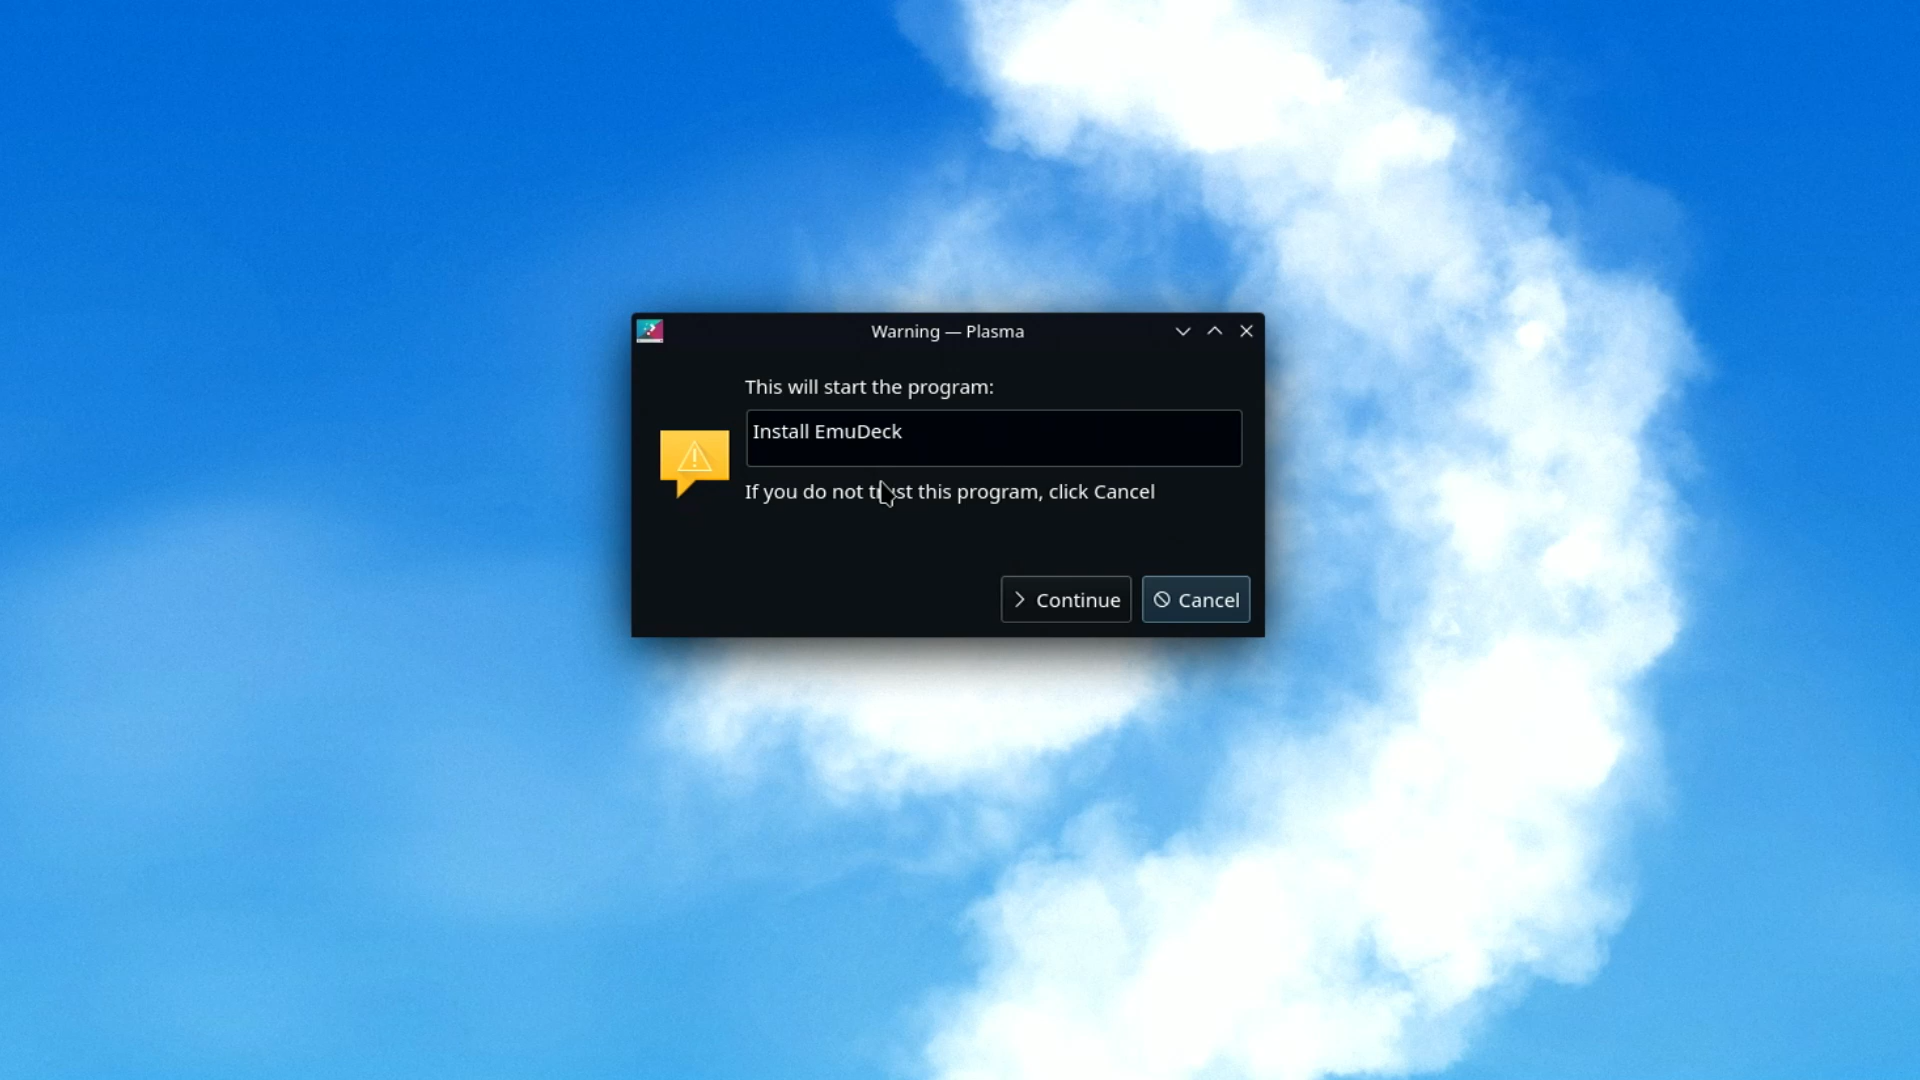 Warning — Plasma
This will start the program:
Install EmuDeck
If you do not trust this program, click Cancel
Continue
Cancel